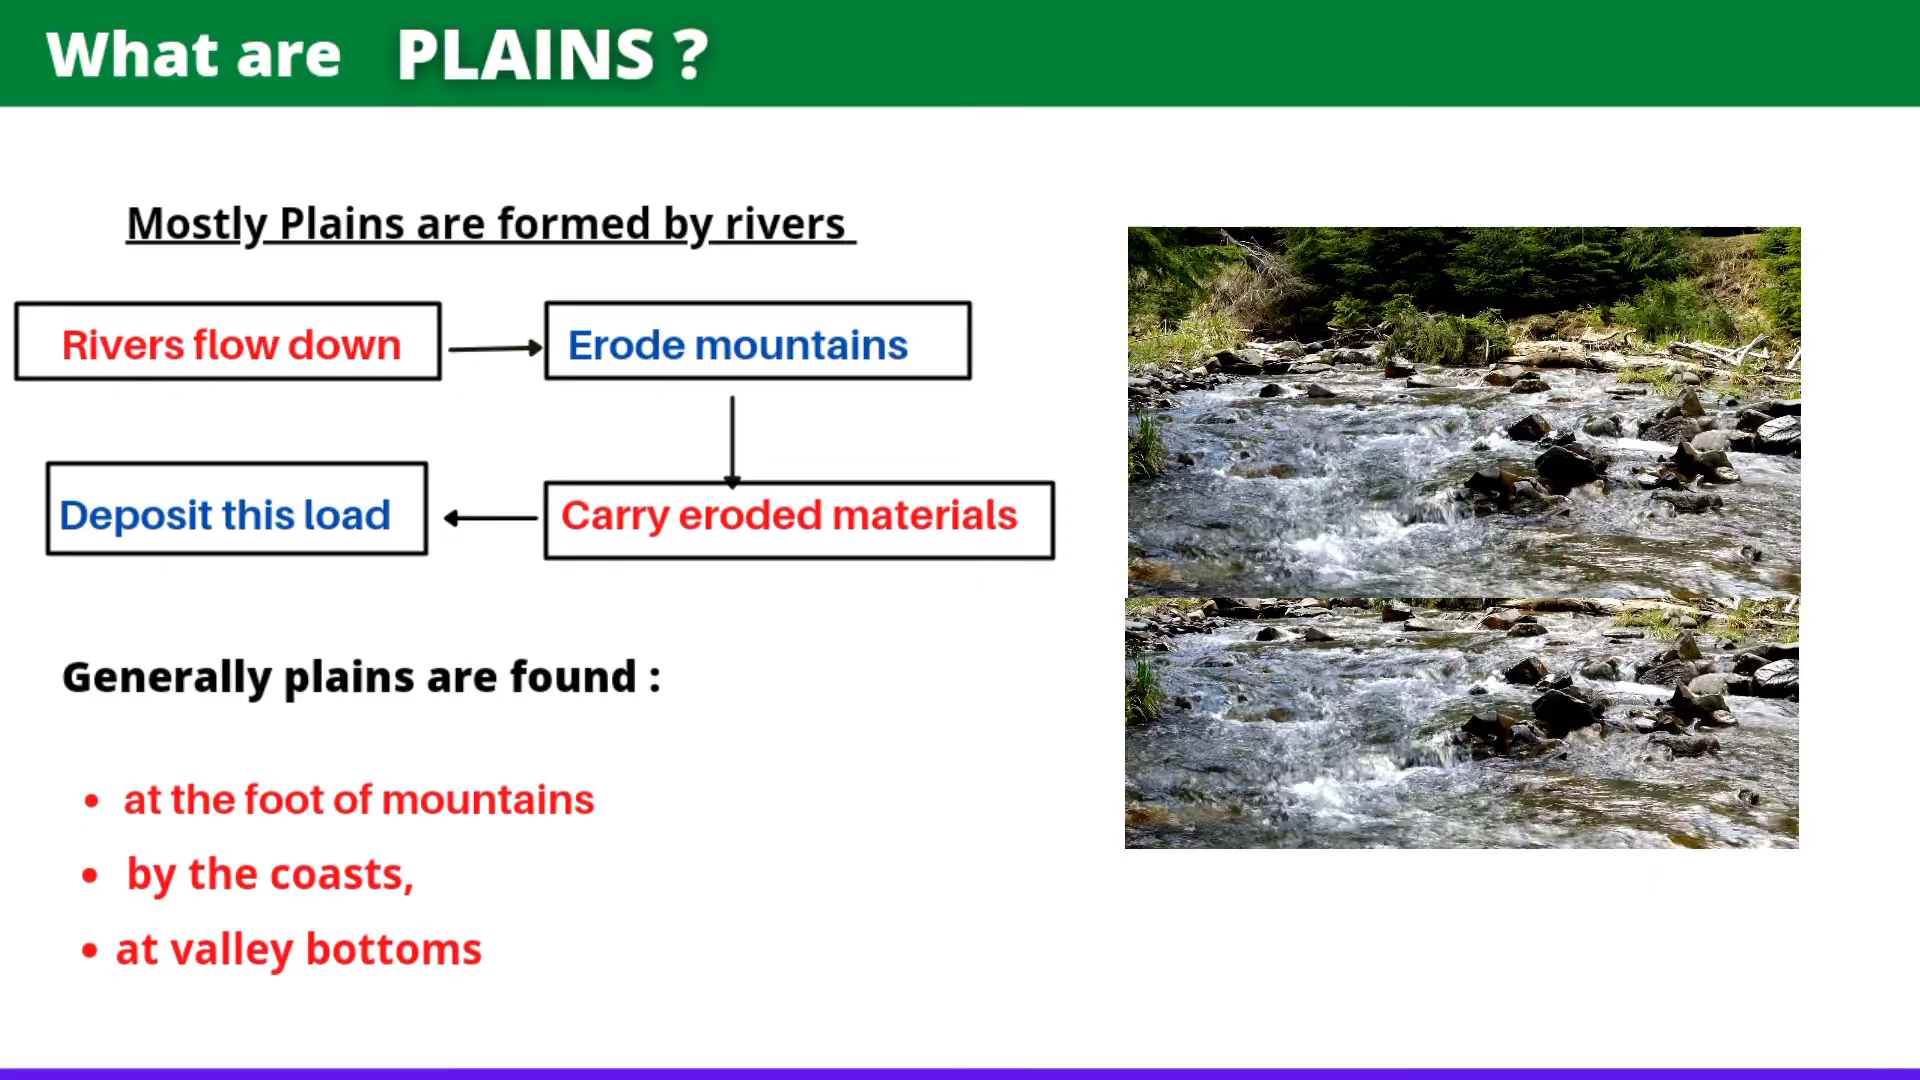 What are PLAINS ?
Mostly Plains are formed by rivers
Rivers flow down
Erode mountains
Deposit this load
Carry eroded materials
Generally plains are found :
• at the foot of mountains
• by the coasts,
• at valley bottoms